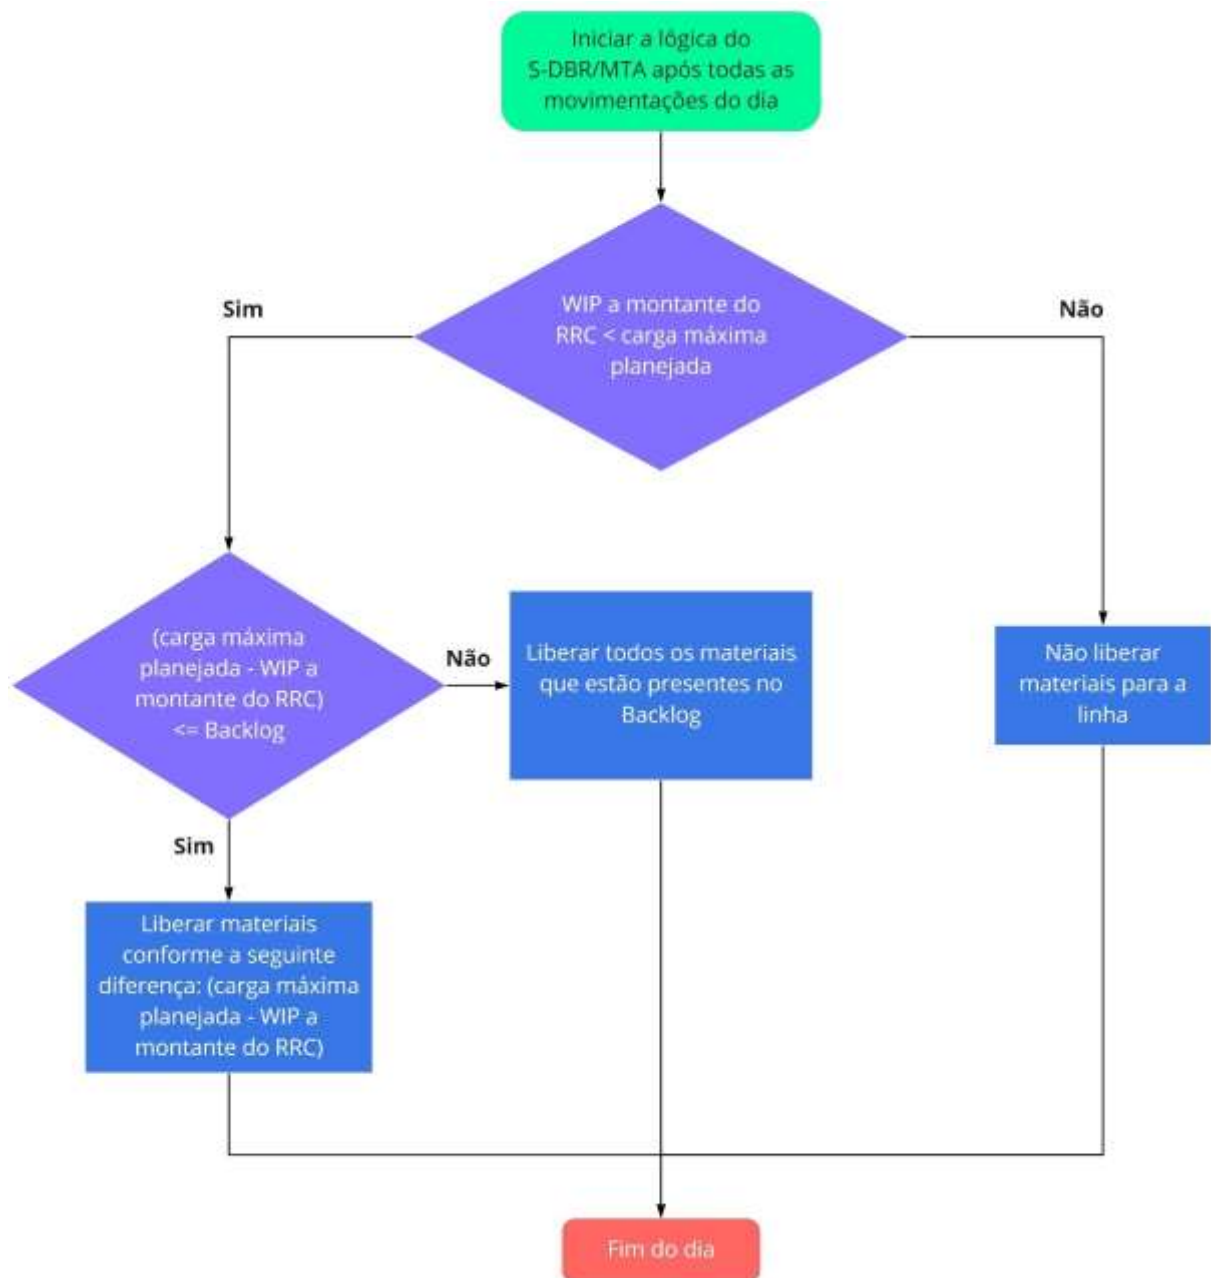 Iniciar a lógica do
S-DBR/MTA após todas as
movimentações do dia
WIP a montante do
RRC < carga máxima
planejada
Sim
Não
(carga máxima
planejada - WIP a
montante do RRC)
<= Backlog
Não
Liberar todos os materiais
que estão presentes no
Backlog
Não liberar
materiais para a
linha
Sim
Liberar materiais
conforme a seguinte
diferença: (carga máxima
planejada - WIP a
montante do RRC)
Fim do dia